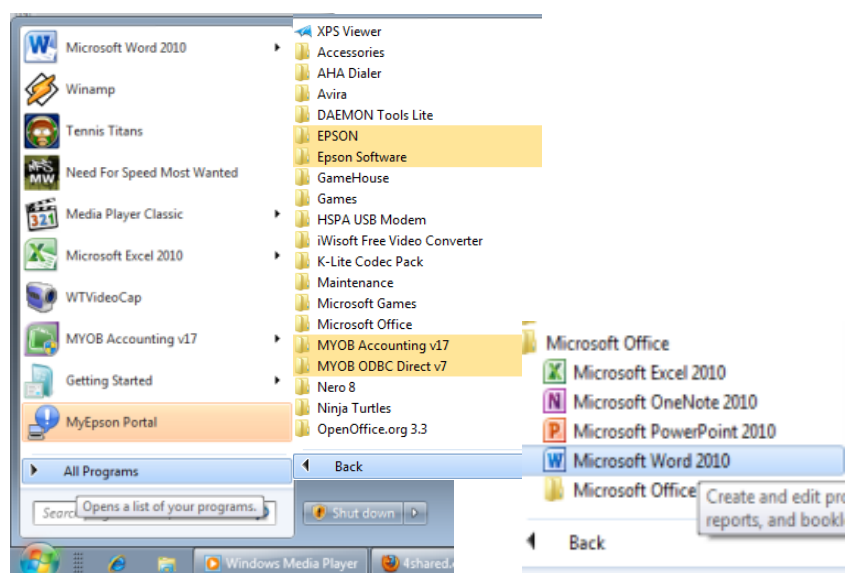 Microsoft Word 2010
Winamp
Tennis Titans
Need For Speed Most Wanted
Media Player Classic
Microsoft Excel 2010
WTVideoCap
MYOB Accounting v17
Getting Started
MyEpson Portal
All Programs
Opens a list of your programs.
XPS Viewer
Accessories
AHA Dialer
Avira
DAEMON Tools Lite
EPSON
Epson Software
GameHouse
Games
HSPA USB Modem
iWisoft Free Video Converter
K-Lite Codec Pack
Maintenance
Microsoft Games
Microsoft Office
MYOB Accounting v17
MYOB ODBC Direct v7
Nero 8
Ninja Turtles
OpenOffice.org 3.3
Back
Shut down
Windows Media Player
4shared.
Microsoft Office
Microsoft Excel 2010
Microsoft OneNote 2010
Microsoft PowerPoint 2010
Microsoft Word 2010
Microsoft Office
Create and edit pro
reports, and bookl
Back